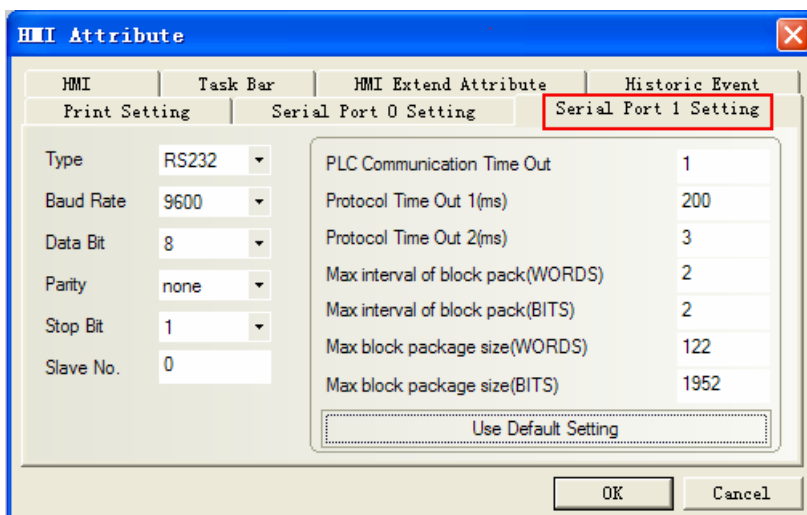 HMI Attribute
HMI Task Bar HMI Extend Attribute Historic Event
Print Setting Serial Port 0 Setting Serial Port 1 Setting
Type RS232
Baud Rate 9600
Data Bit 8
Parity none
Stop Bit 1
Slave No. 0
PLC Communication Time Out 1
Protocol Time Out 1(ms) 200
Protocol Time Out 2(ms) 3
Max interval of block pack(WORDS) 2
Max interval of block pack(BITS) 2
Max block package size(WORDS) 122
Max block package size(BITS) 1952
Use Default Setting
OK Cancel